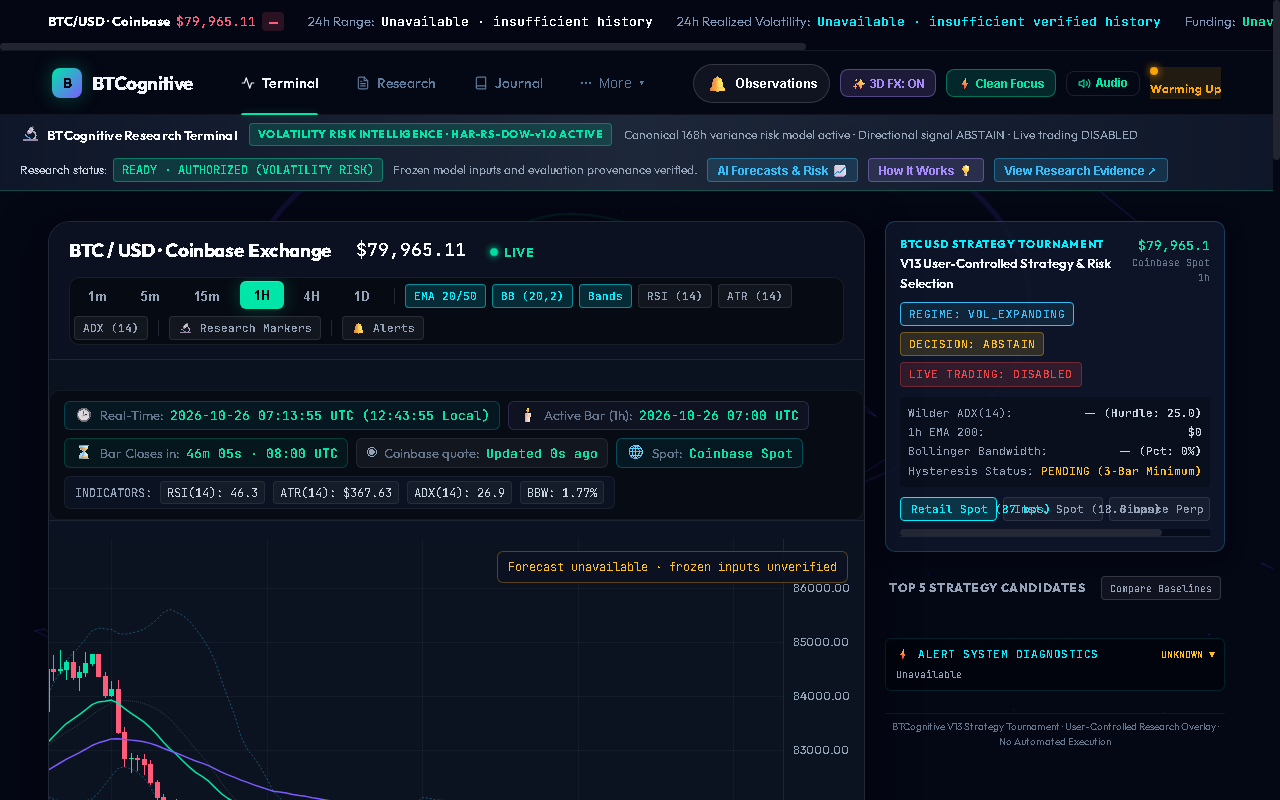 BTC/USD · Coinbase $79,965.11 — 24h Range: Unavailable · insufficient history 24h Realized Volatility: Unavailable · insufficient verified history Funding: Unav
B BTCognitive Terminal Research Journal ··· More ▾ 🔔 Observations ✨ 3D FX: ON ⚡ Clean Focus Audio Warming Up
🔬 BTCognitive Research Terminal VOLATILITY RISK INTELLIGENCE · HAR-RS-DOW-v1.0 ACTIVE Canonical 168h variance risk model active · Directional signal ABSTAIN · Live trading DISABLED
Research status: READY · AUTHORIZED (VOLATILITY RISK) Frozen model inputs and evaluation provenance verified. AI Forecasts & Risk 📈 How It Works 💡 View Research Evidence ↗
BTC / USD · Coinbase Exchange $79,965.11 LIVE
1m 5m 15m 1H 4H 1D EMA 20/50 BB (20,2) Bands RSI (14) ATR (14)
ADX (14) 🔬 Research Markers 🔔 Alerts
🕒 Real-Time: 2026-10-26 07:13:55 UTC (12:43:55 Local) 🕯️ Active Bar (1h): 2026-10-26 07:00 UTC
⏳ Bar Closes in: 46m 05s · 08:00 UTC ◉ Coinbase quote: Updated 0s ago 🌐 Spot: Coinbase Spot
INDICATORS: RSI(14): 46.3 ATR(14): $367.63 ADX(14): 26.9 BBW: 1.77%
Forecast unavailable · frozen inputs unverified
86000.00
85000.00
84000.00
83000.00
BTCUSD STRATEGY TOURNAMENT $79,965.1
V13 User-Controlled Strategy & Risk Selection
Coinbase Spot
1h
REGIME: VOL_EXPANDING
DECISION: ABSTAIN
LIVE TRADING: DISABLED
Wilder ADX(14): — (Hurdle: 25.0)
1h EMA 200: $0
Bollinger Bandwidth: — (Pct: 0%)
Hysteresis Status: PENDING (3-Bar Minimum)
Retail Spot Spot Perp
TOP 5 STRATEGY CANDIDATES Compare Baselines
⚡ ALERT SYSTEM DIAGNOSTICS UNKNOWN ▼
Unavailable
BTCognitive V13 Strategy Tournament · User-Controlled Research Overlay ·
No Automated Execution